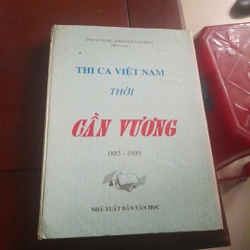 THI CA VIỆT NAM
THỜI
CẦN VƯƠNG
1885 - 1900
NHÀ XUẤT BẢN VĂN HỌC